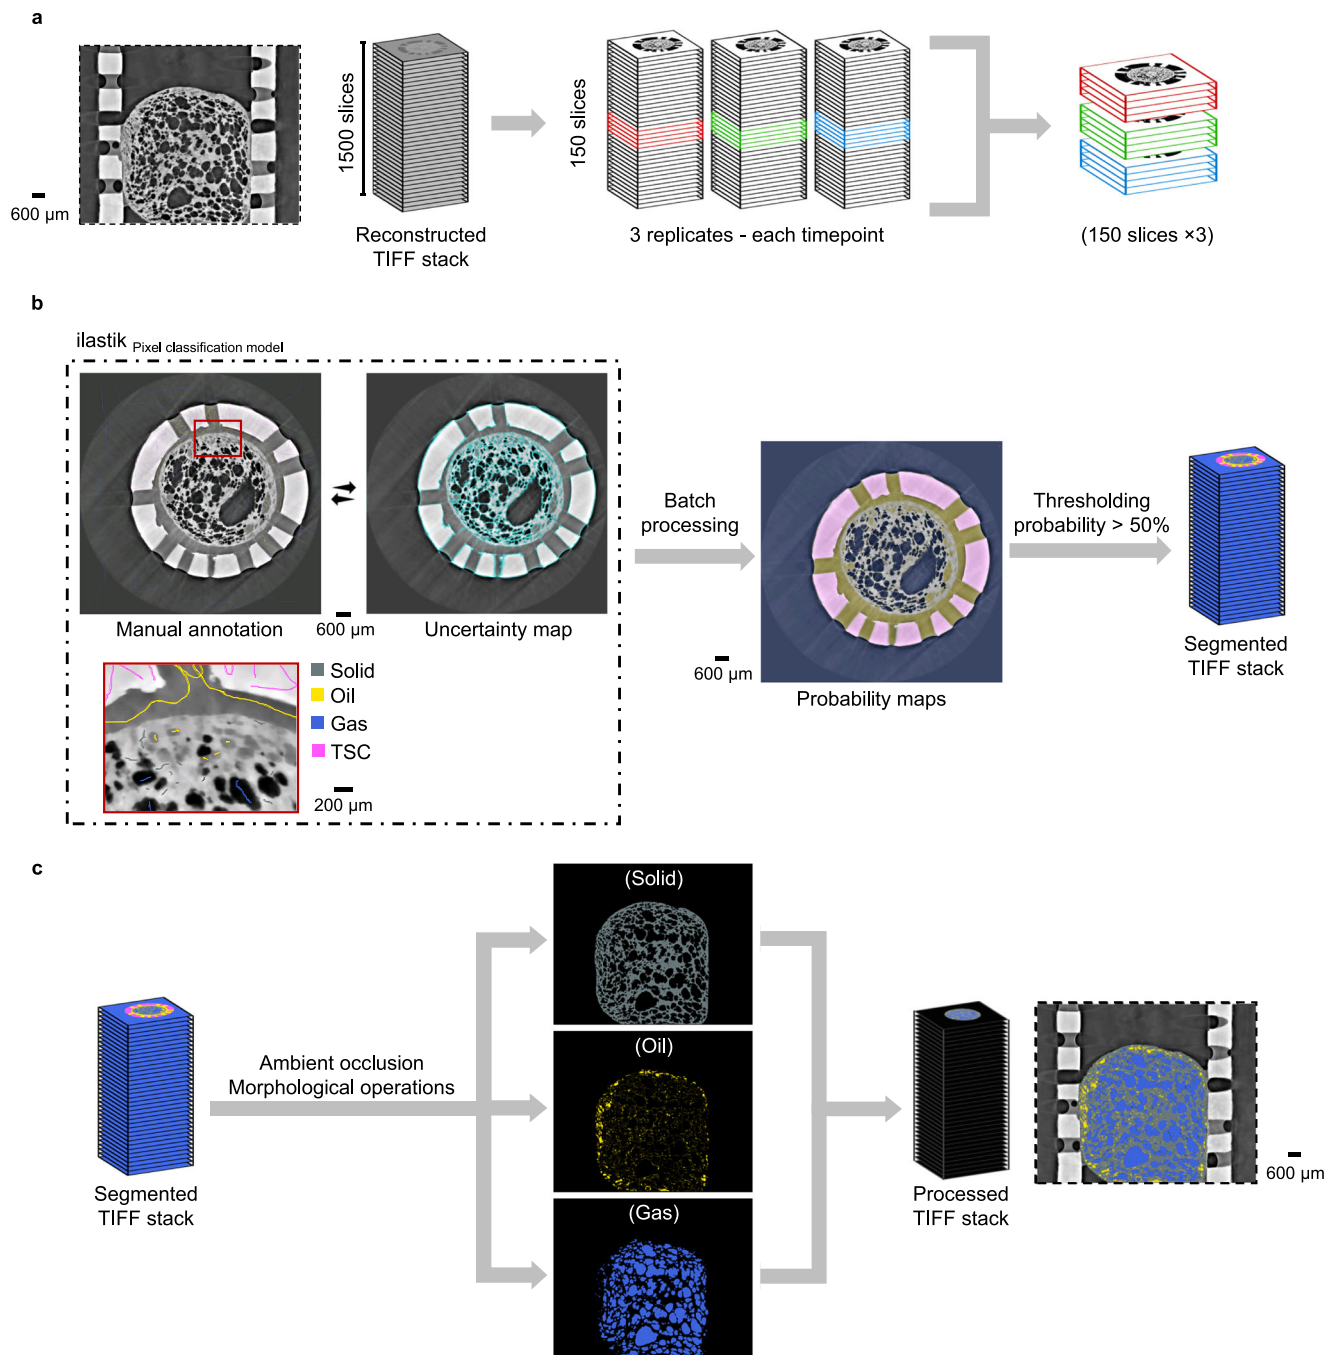 a
1500 slices
600 µm
Reconstructed
TIFF stack
150 slices
3 replicates - each timepoint
(150 slices ×3)
b
ilastik Pixel classification model
Manual annotation
600 µm
Uncertainty map
Solid
Oil
Gas
TSC
200 µm
Batch
processing
600 µm
Probability maps
Thresholding
probability > 50%
Segmented
TIFF stack
c
Segmented
TIFF stack
Ambient occlusion
Morphological operations
(Solid)
(Oil)
(Gas)
Processed
TIFF stack
600 µm